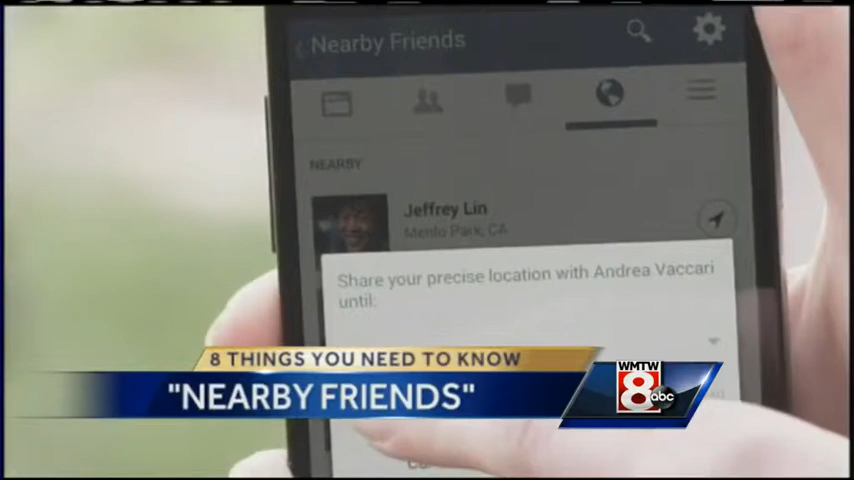 Nearby Friends
NEARBY
Jeffrey Lin
Menlo Park, CA
Share your precise location with Andrea Vaccari
until:
8 THINGS YOU NEED TO KNOW
"NEARBY FRIENDS"
WMTW
8
abc